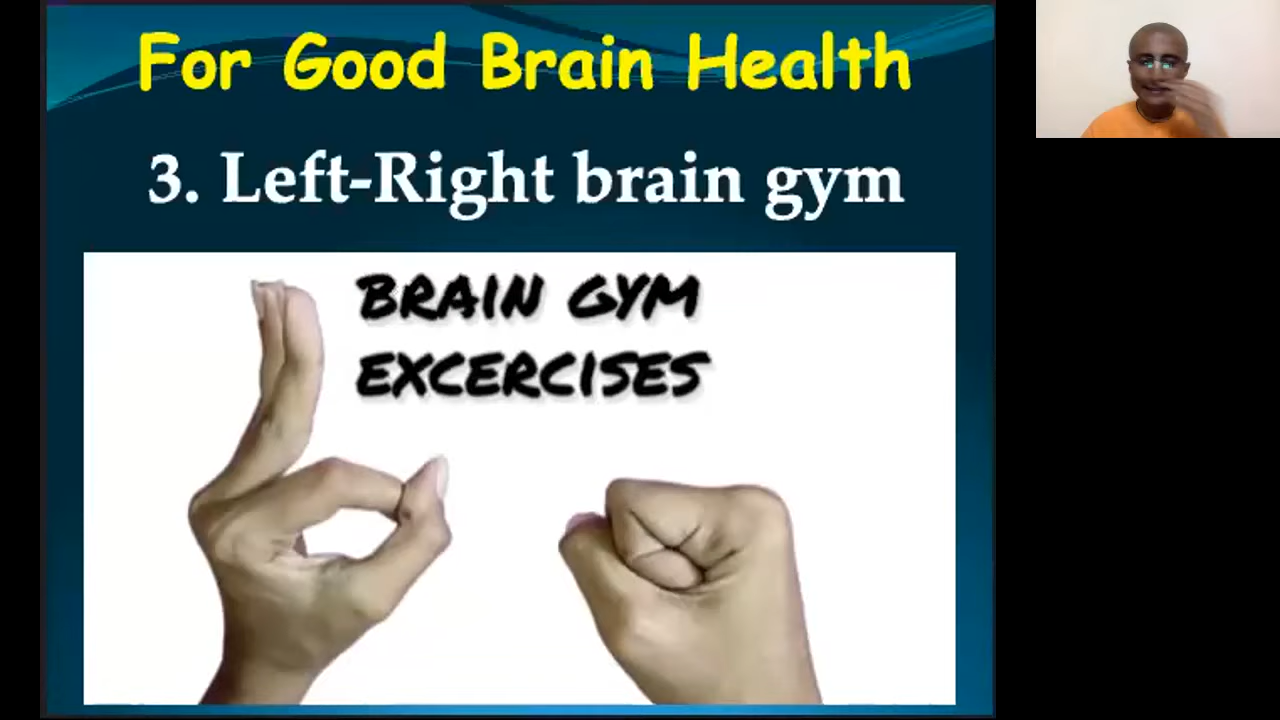 For Good Brain Health
3. Left-Right brain gym
BRAIN GYM
EXCERCISES